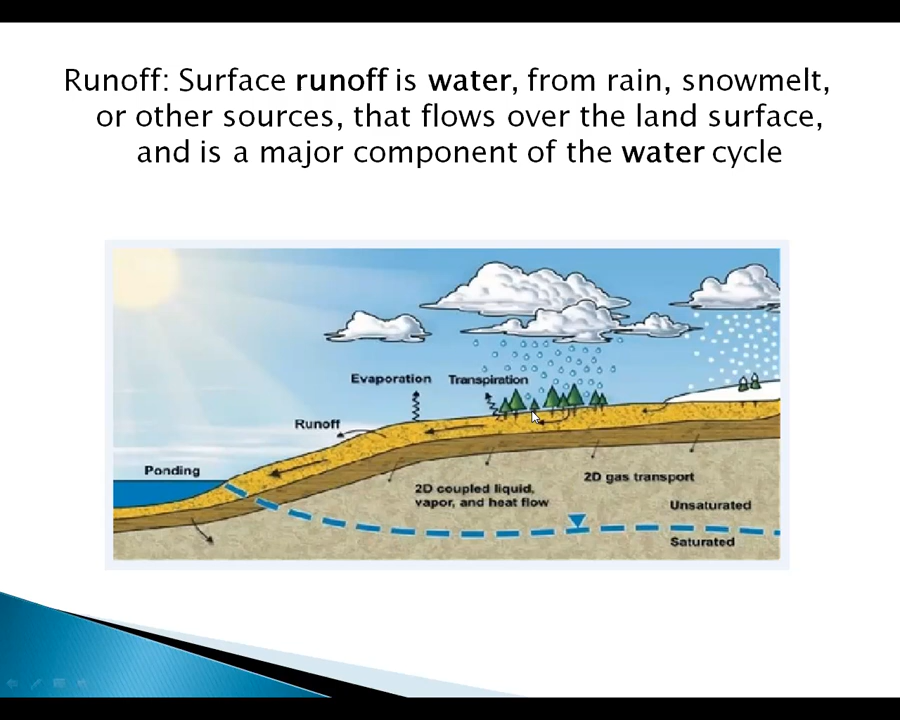 Runoff: Surface runoff is water, from rain, snowmelt,
or other sources, that flows over the land surface,
and is a major component of the water cycle
Evaporation Transpiration
Runoff
Ponding
2D gas transport
2D coupled liquid,
vapor, and heat flow
Unsaturated
Saturated